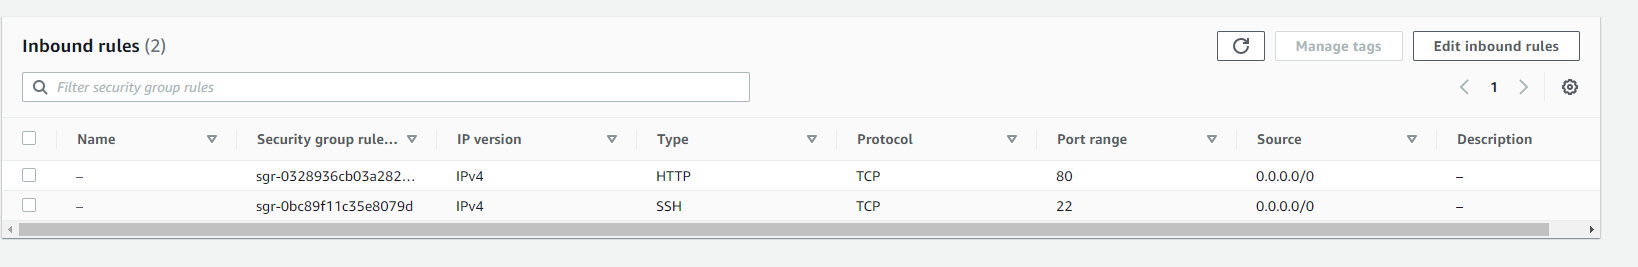 Inbound rules (2)
Manage tags
Edit inbound rules
Filter security group rules
1
Name Security group rule... IP version Type Protocol Port range Source Description
– sgr-0328936cb03a282... IPv4 HTTP TCP 80 0.0.0.0/0 –
– sgr-0bc89f11c35e8079d IPv4 SSH TCP 22 0.0.0.0/0 –